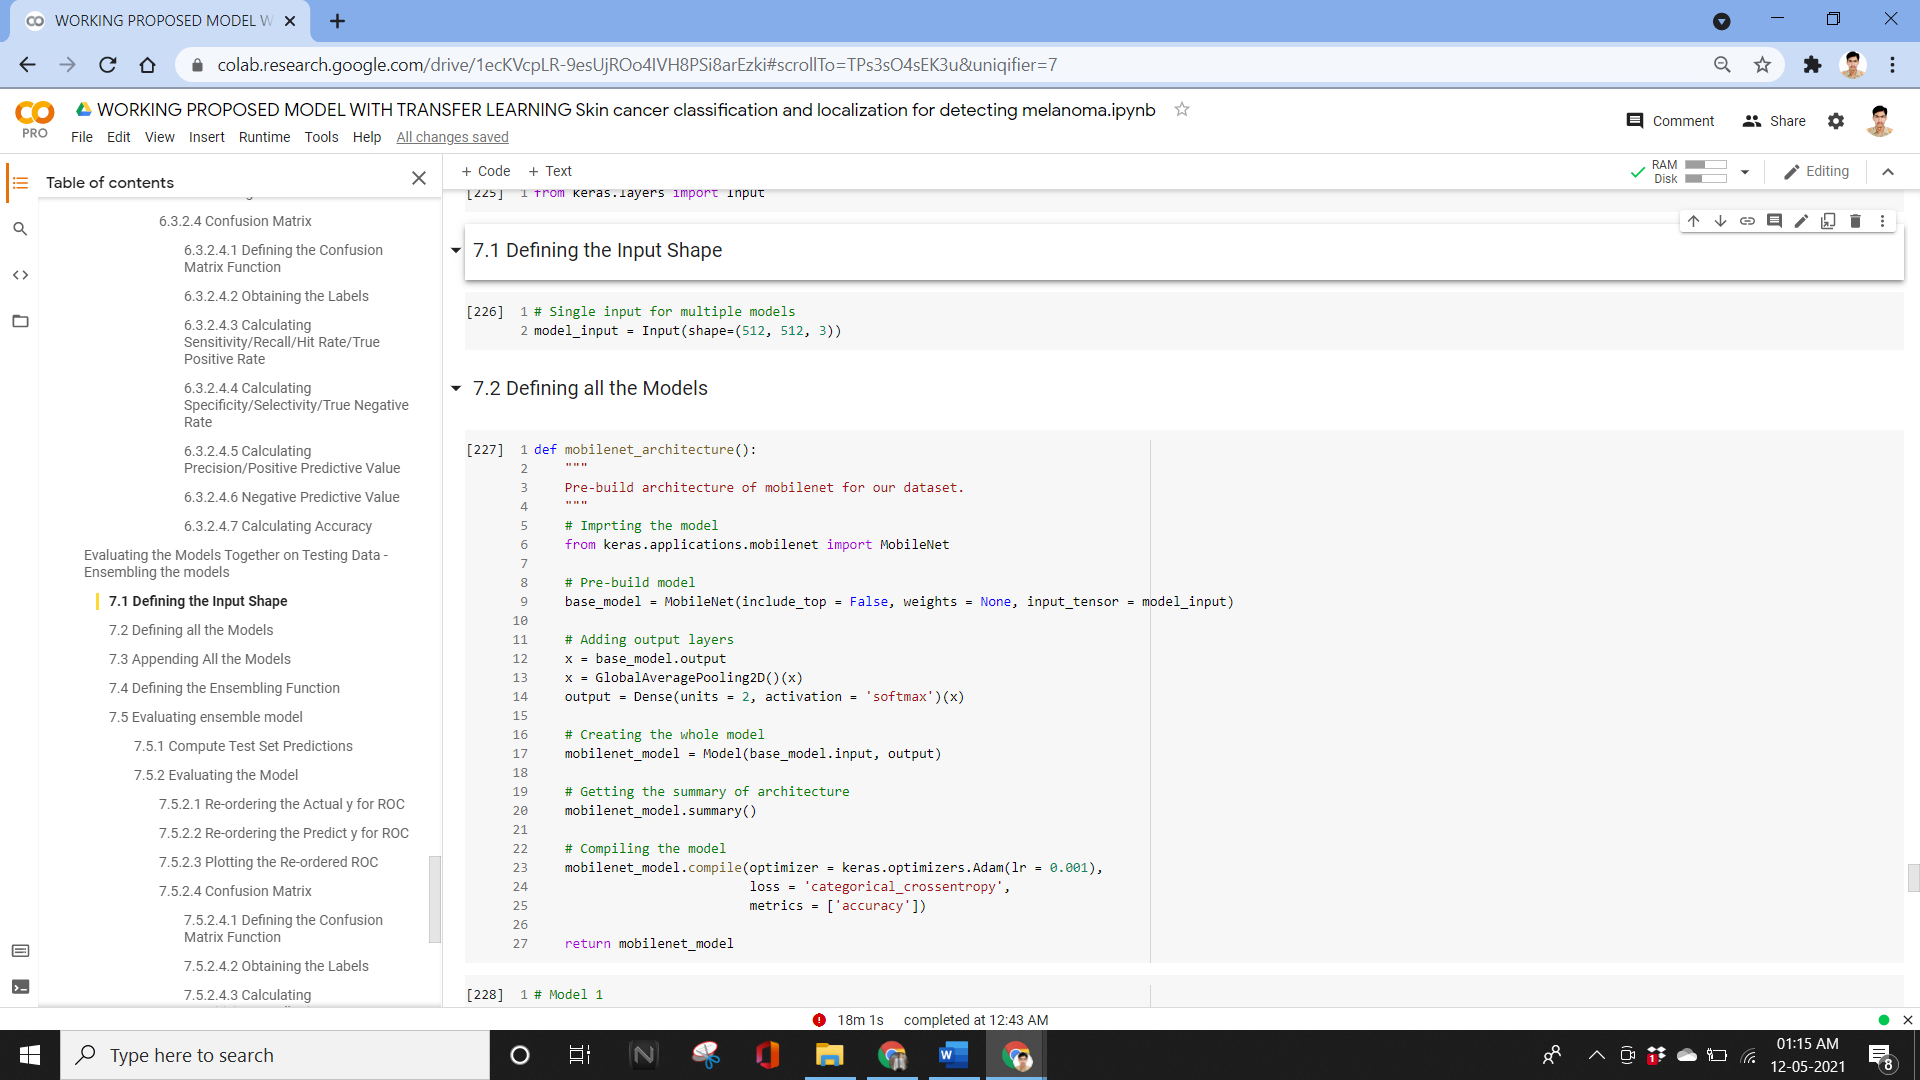 WORKING PROPOSED MODEL W
colab.research.google.com/drive/1ecKVcpLR-9esUjROo4IVH8PSi8arEzki#scrollTo=TPs3sO4sEK3u&uniqifier=7
PRO
WORKING PROPOSED MODEL WITH TRANSFER LEARNING Skin cancer classification and localization for detecting melanoma.ipynb
File Edit View Insert Runtime Tools Help All changes saved
Comment Share
Table of contents
6.3.2.4 Confusion Matrix
6.3.2.4.1 Defining the Confusion
Matrix Function
6.3.2.4.2 Obtaining the Labels
6.3.2.4.3 Calculating
Sensitivity/Recall/Hit Rate/True
Positive Rate
6.3.2.4.4 Calculating
Specificity/Selectivity/True Negative
Rate
6.3.2.4.5 Calculating
Precision/Positive Predictive Value
6.3.2.4.6 Negative Predictive Value
6.3.2.4.7 Calculating Accuracy
Evaluating the Models Together on Testing Data -
Ensembling the models
7.1 Defining the Input Shape
7.2 Defining all the Models
7.3 Appending All the Models
7.4 Defining the Ensembling Function
7.5 Evaluating ensemble model
7.5.1 Compute Test Set Predictions
7.5.2 Evaluating the Model
7.5.2.1 Re-ordering the Actual y for ROC
7.5.2.2 Re-ordering the Predict y for ROC
7.5.2.3 Plotting the Re-ordered ROC
7.5.2.4 Confusion Matrix
7.5.2.4.1 Defining the Confusion
Matrix Function
7.5.2.4.2 Obtaining the Labels
7.5.2.4.3 Calculating
+ Code + Text
RAM
Disk
Editing
[225] 1 from keras.layers import Input
7.1 Defining the Input Shape
[226] 1 # Single input for multiple models
2 model_input = Input(shape=(512, 512, 3))
7.2 Defining all the Models
[227] 1 def mobilenet_architecture():
2 """
3 Pre-build architecture of mobilenet for our dataset.
4 """
5 # Imprting the model
6 from keras.applications.mobilenet import MobileNet
7
8 # Pre-build model
9 base_model = MobileNet(include_top = False, weights = None, input_tensor = model_input)
10
11 # Adding output layers
12 x = base_model.output
13 x = GlobalAveragePooling2D()(x)
14 output = Dense(units = 2, activation = 'softmax')(x)
15
16 # Creating the whole model
17 mobilenet_model = Model(base_model.input, output)
18
19 # Getting the summary of architecture
20 mobilenet_model.summary()
21
22 # Compiling the model
23 mobilenet_model.compile(optimizer = keras.optimizers.Adam(lr = 0.001),
24 loss = 'categorical_crossentropy',
25 metrics = ['accuracy'])
26
27 return mobilenet_model
[228] 1 # Model 1
18m 1s completed at 12:43 AM
Type here to search
01:15 AM
12-05-2021
8